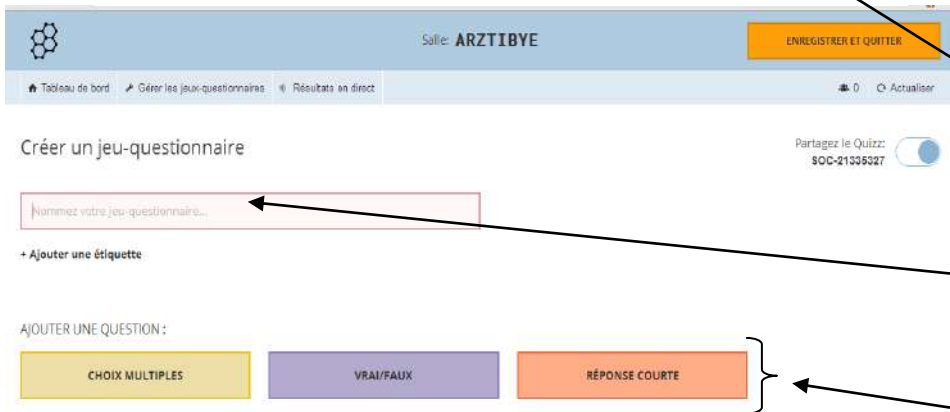 Salle: ARZTIBYE
ENREGISTRER ET QUITTER
Tableau de bord Gérer les jeux-questionnaires Résultats en direct 0 Actualiser
Créer un jeu-questionnaire
Partagez le Quizz:
SOC-21335327
Nommez votre jeu-questionnaire...
+ Ajouter une étiquette
AJOUTER UNE QUESTION :
CHOIX MULTIPLES VRAI/FAUX RÉPONSE COURTE